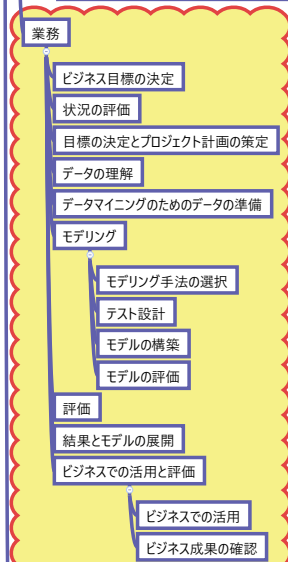 業務
ビジネス目標の決定
状況の評価
目標の決定とプロジェクト計画の策定
データの理解
データマイニングのためのデータの準備
モデリング
モデリング手法の選択
テスト設計
モデルの構築
モデルの評価
評価
結果とモデルの展開
ビジネスでの活用と評価
ビジネスでの活用
ビジネス成果の確認